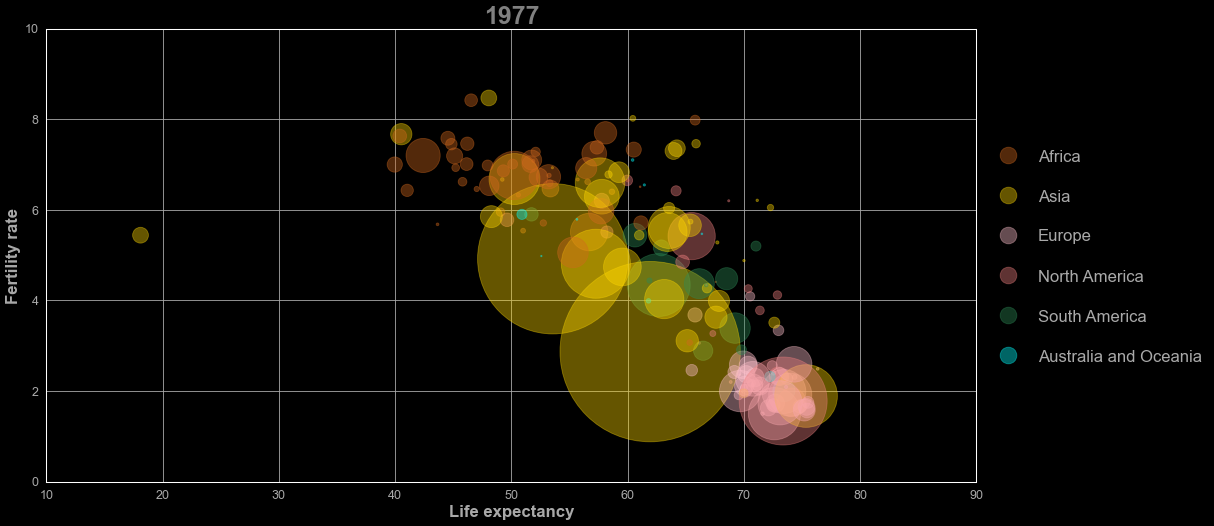 1977
10
8
6
4
2
0
Fertility rate
10 20 30 40 50 60 70 80 90
Life expectancy
Africa
Asia
Europe
North America
South America
Australia and Oceania